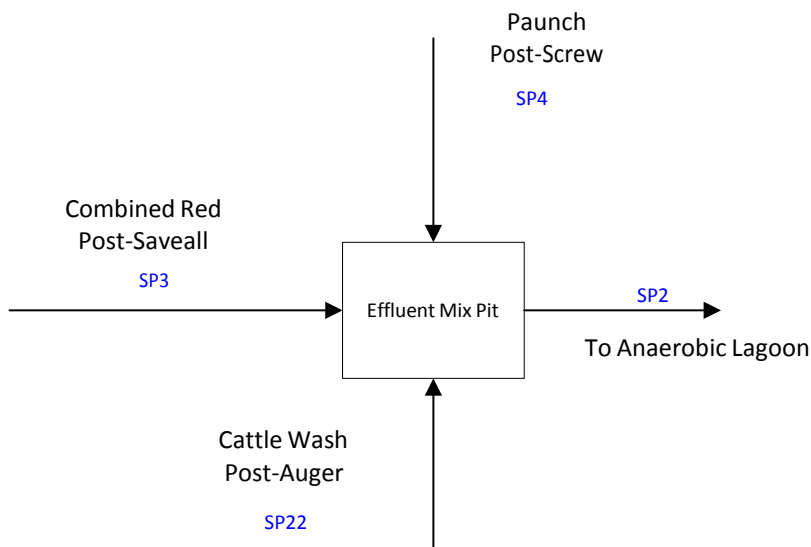 Paunch
Post-Screw
SP4
Combined Red
Post-Saveall
SP3
Effluent Mix Pit
SP2
To Anaerobic Lagoon
Cattle Wash
Post-Auger
SP22